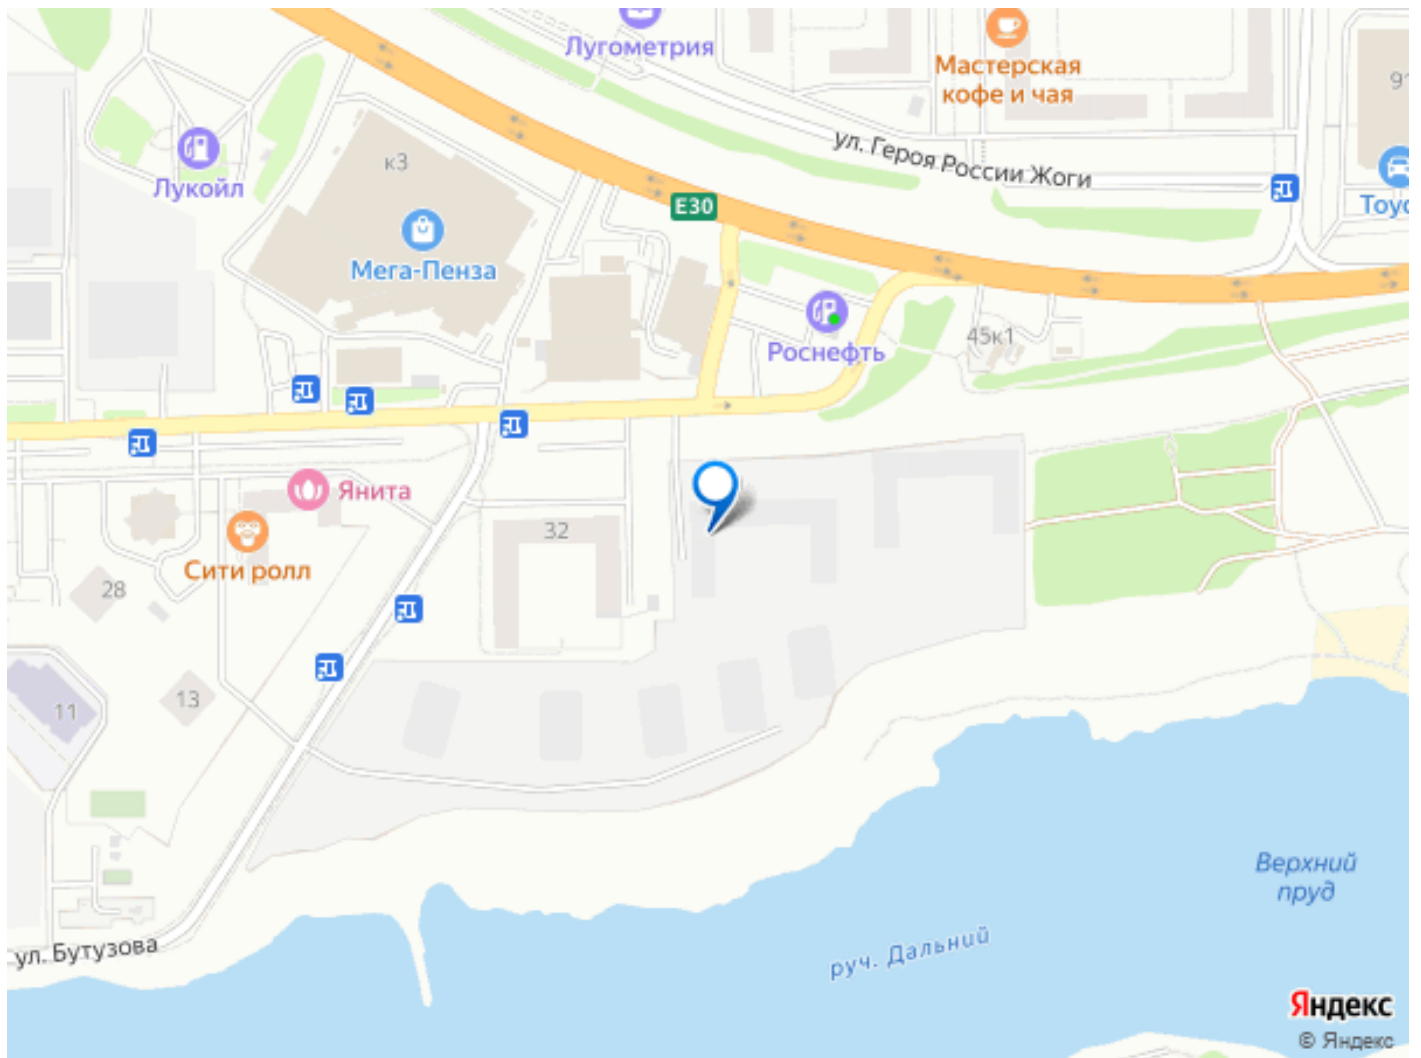 Лугометрия
Мастерская
кофе и чая
91
ул. Героя России Жоги
к3
Лукойл
E30
Мега-Пенза
45к1
Роснефть
Янита
32
Сити ролл
28
13
11
Верхний
пруд
ул. Бутузова
руч. Дальний
Яндекс
© Яндекс